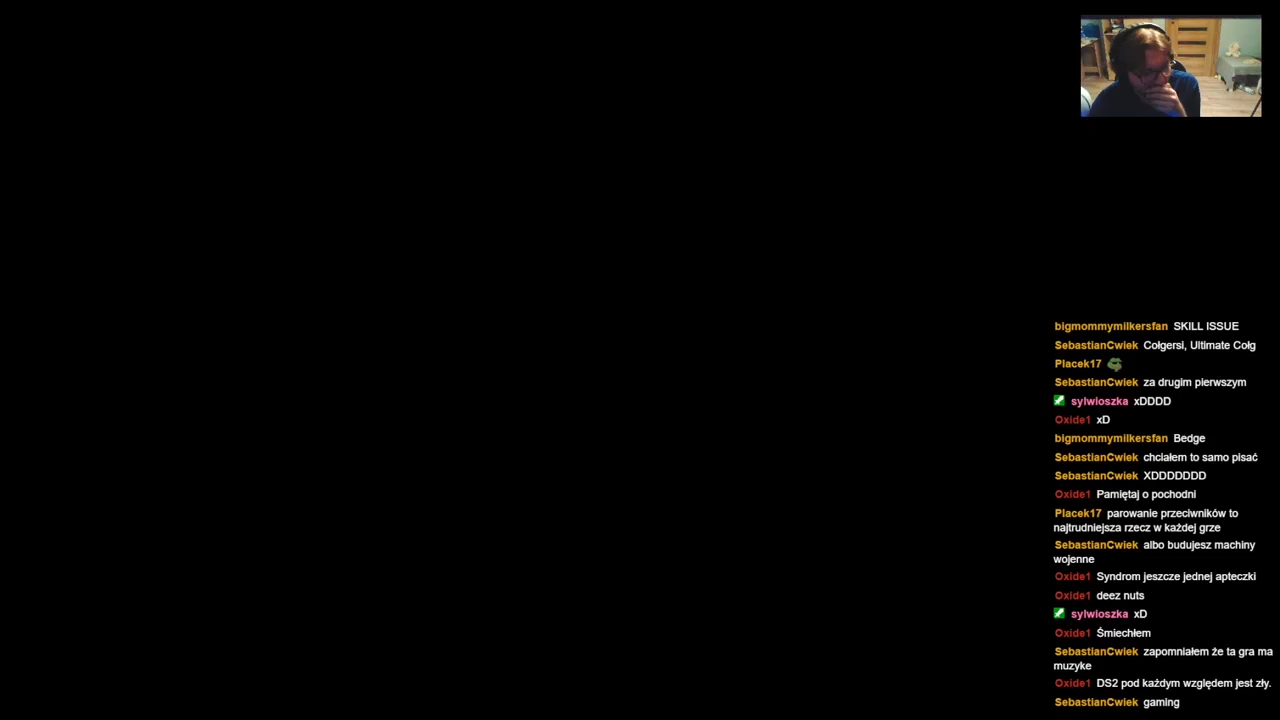 bigmommymilkersfan SKILL ISSUE
SebastianCwiek Cołgersi, Ultimate Cołg
Placek17
SebastianCwiek za drugim pierwszym
sylwioszka xDDDD
Oxide1 xD
bigmommymilkersfan Bedge
SebastianCwiek chciałem to samo pisać
SebastianCwiek XDDDDDDD
Oxide1 Pamiętaj o pochodni
Placek17 parowanie przeciwników to
najtrudniejsza rzecz w każdej grze
SebastianCwiek albo budujesz machiny
wojenne
Oxide1 Syndrom jeszcze jednej apteczki
Oxide1 deez nuts
sylwioszka xD
Oxide1 Śmiechłem
SebastianCwiek zapomniałem że ta gra ma
muzyke
Oxide1 DS2 pod każdym względem jest zły.
SebastianCwiek gaming